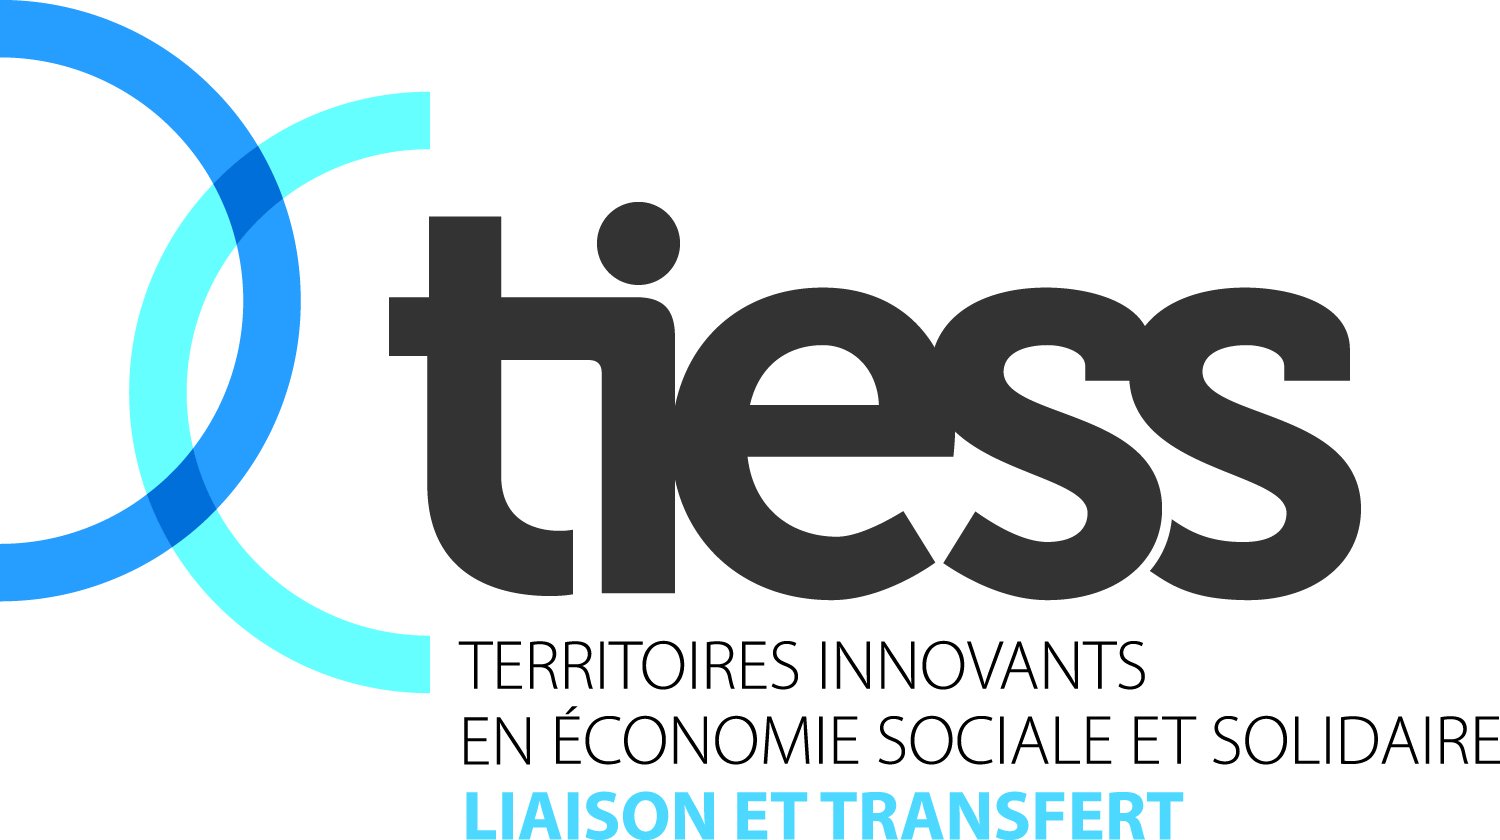 tiess
TERRITOIRES INNOVANTS
EN ÉCONOMIE SOCIALE ET SOLIDAIRE
LIAISON ET TRANSFERT